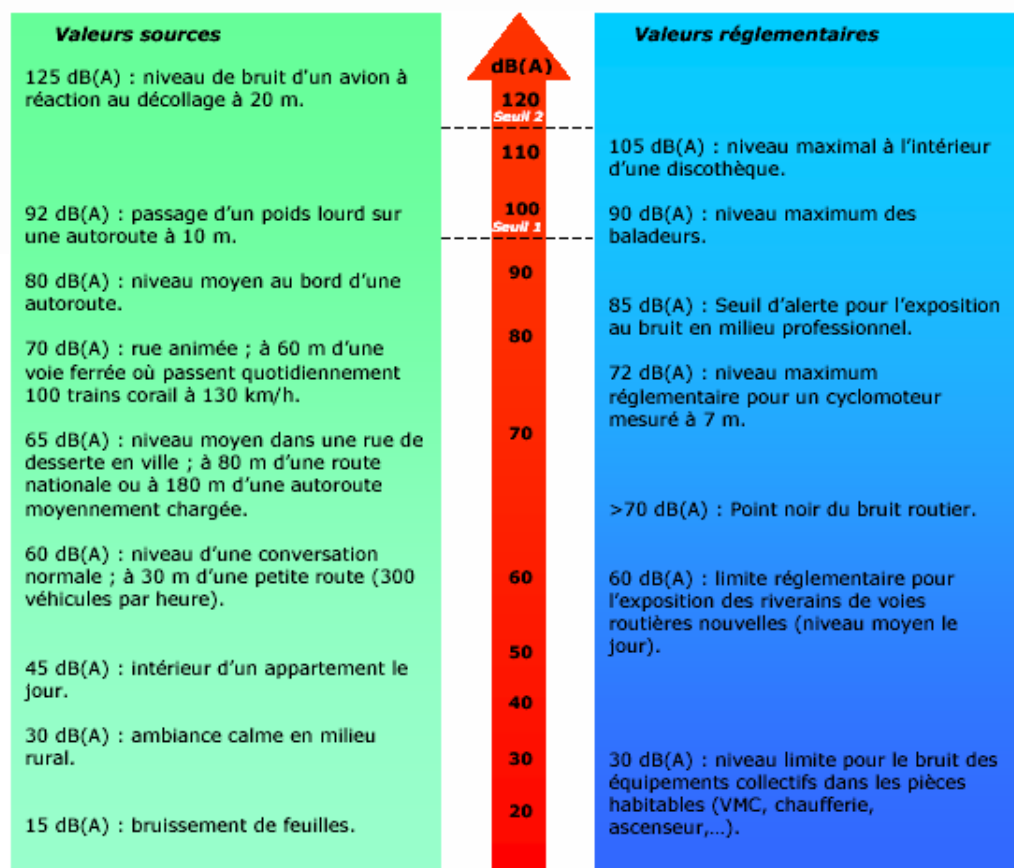 Valeurs sources
125 dB(A) : niveau de bruit d'un avion à
réaction au décollage à 20 m.
92 dB(A) : passage d'un poids lourd sur
une autoroute à 10 m.
80 dB(A) : niveau moyen au bord d'une
autoroute.
70 dB(A) : rue animée ; à 60 m d'une
voie ferrée où passent quotidiennement
100 trains corail à 130 km/h.
65 dB(A) : niveau moyen dans une rue de
desserte en ville ; à 80 m d'une route
nationale ou à 180 m d'une autoroute
moyennement chargée.
60 dB(A) : niveau d'une conversation
normale ; à 30 m d'une petite route (300
véhicules par heure).
45 dB(A) : intérieur d'un appartement le
jour.
30 dB(A) : ambiance calme en milieu
rural.
15 dB(A) : bruissement de feuilles.
dB(A)
120
Seuil 2
110
100
Seuil 1
90
80
70
60
50
40
30
20
Valeurs réglementaires
105 dB(A) : niveau maximal à l'intérieur
d'une discothèque.
90 dB(A) : niveau maximum des
baladeurs.
85 dB(A) : Seuil d'alerte pour l'exposition
au bruit en milieu professionnel.
72 dB(A) : niveau maximum
réglementaire pour un cyclomoteur
mesuré à 7 m.
>70 dB(A) : Point noir du bruit routier.
60 dB(A) : limite réglementaire pour
l'exposition des riverains de voies
routières nouvelles (niveau moyen le
jour).
30 dB(A) : niveau limite pour le bruit des
équipements collectifs dans les pièces
habitables (VMC, chaufferie,
ascenseur,...).